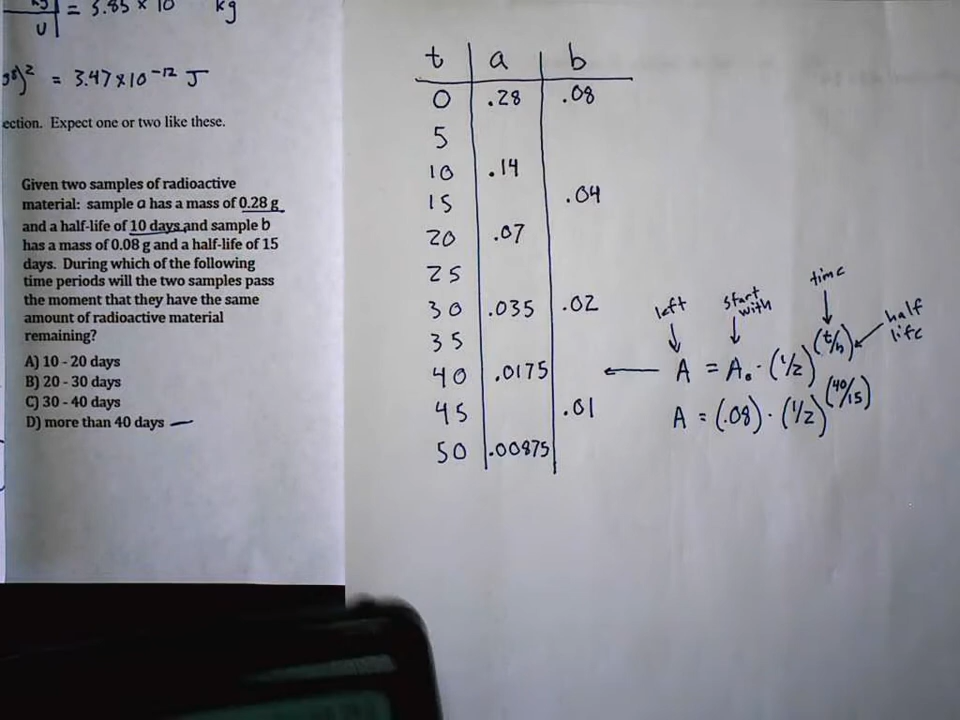 = 3.85 × 10 kg
u
)² = 3.47×10⁻¹² J
ection. Expect one or two like these.
Given two samples of radioactive
material: sample a has a mass of 0.28 g
and a half-life of 10 days and sample b
has a mass of 0.08 g and a half-life of 15
days. During which of the following
time periods will the two samples pass
the moment that they have the same
amount of radioactive material
remaining?
A) 10 - 20 days
B) 20 - 30 days
C) 30 - 40 days
D) more than 40 days
t a b
0 .28 .08
5
10 .14
15 .04
20 .07
25
30 .035 .02
35
40 .0175
45 .01
50 .00875
left start with time half life
A = A₀ · (1/2)^(t/h)
A = (.08) · (1/2)^(40/15)